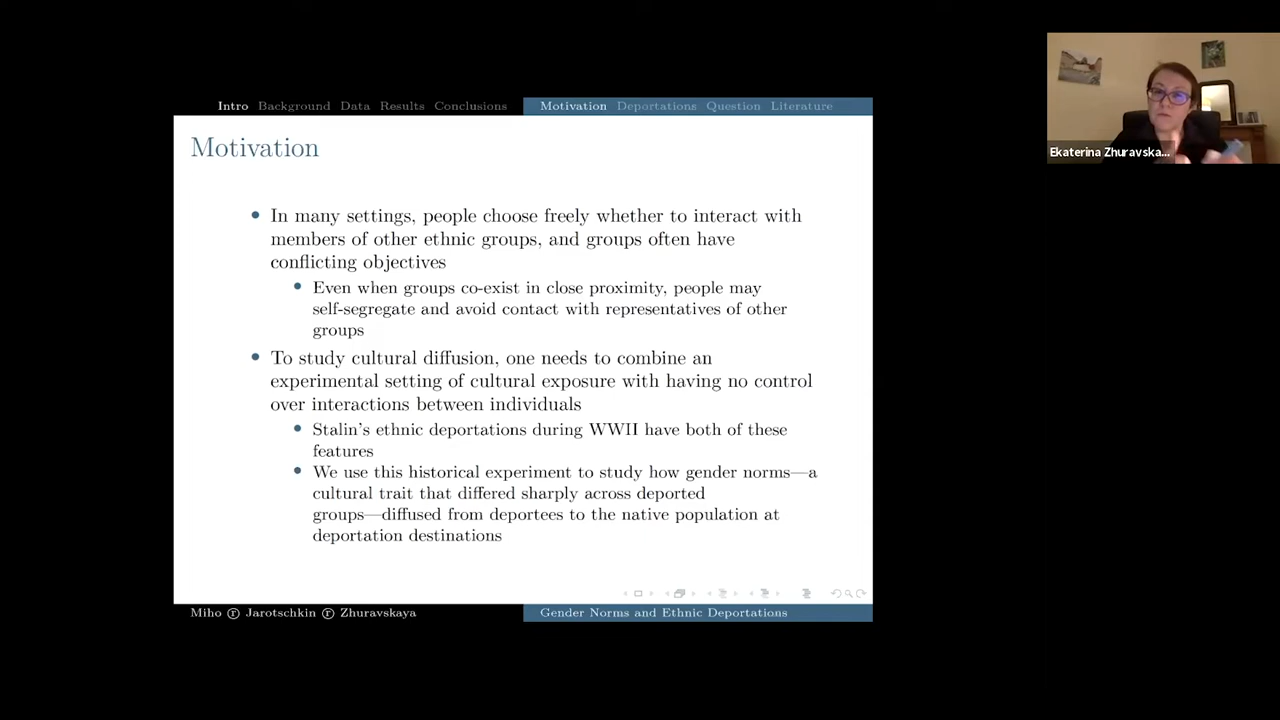 Intro Background Data Results Conclusions
Motivation Deportations Question Literature
Motivation
In many settings, people choose freely whether to interact with
members of other ethnic groups, and groups often have
conflicting objectives
Even when groups co-exist in close proximity, people may
self-segregate and avoid contact with representatives of other
groups
To study cultural diffusion, one needs to combine an
experimental setting of cultural exposure with having no control
over interactions between individuals
Stalin's ethnic deportations during WWII have both of these
features
We use this historical experiment to study how gender norms—a
cultural trait that differed sharply across deported
groups—diffused from deportees to the native population at
deportation destinations
Miho ⓡ Jarotschkin ⓡ Zhuravskaya
Gender Norms and Ethnic Deportations
Ekaterina Zhuravska...